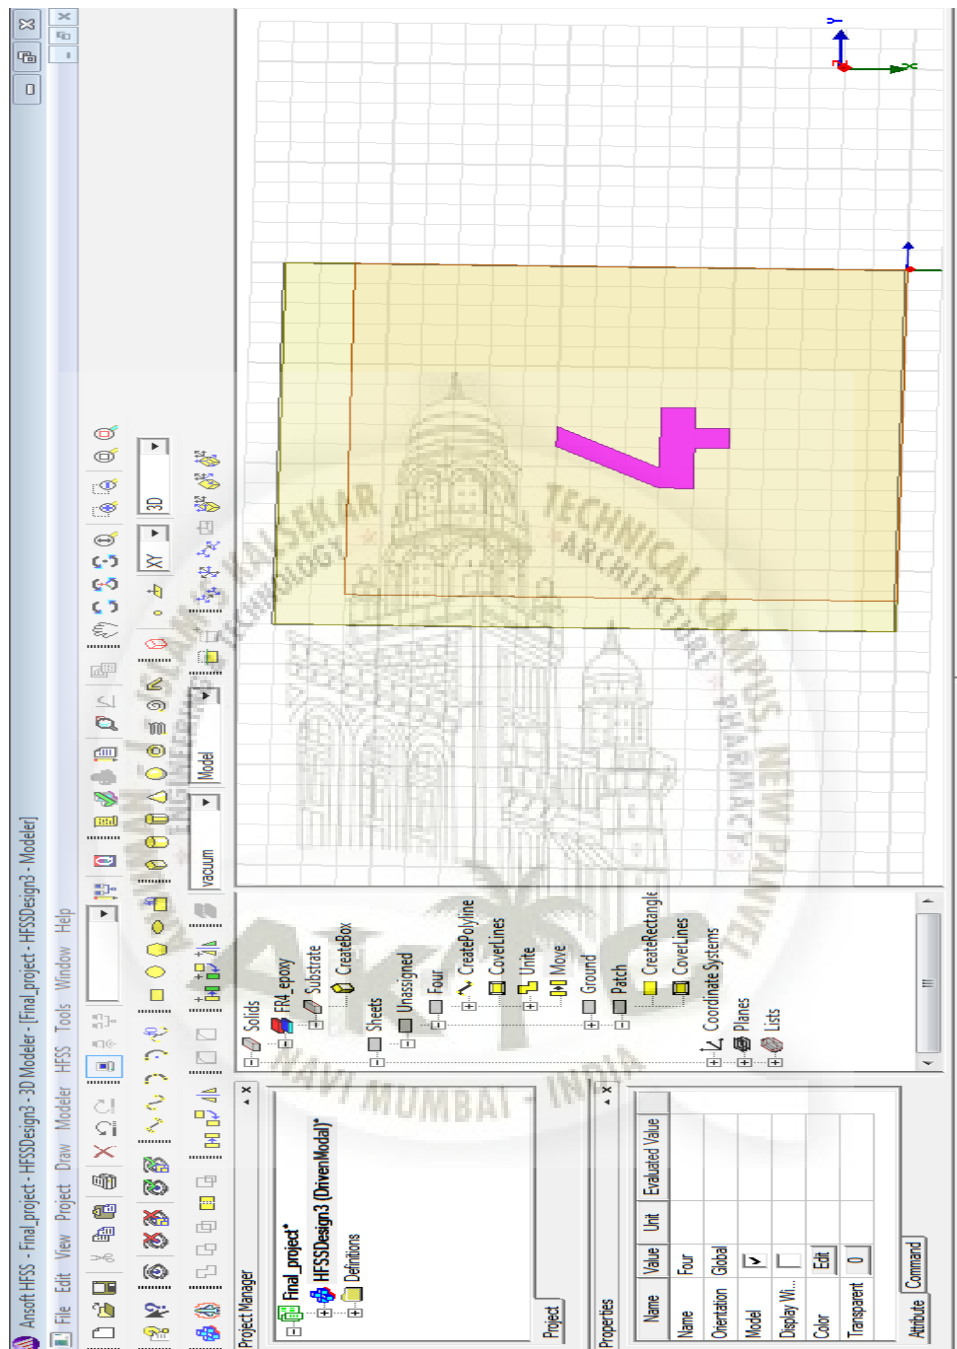 Ansoft HFSS - Final_project - HFSSDesign3 - 3D Modeler - [Final_project - HFSSDesign3 - Modeler]
File Edit View Project Draw Modeler HFSS Tools Window Help
vacuum
Model
XY
3D
Project Manager
Final_project*
HFSSDesign3 (DrivenModal)*
Definitions
Project
Properties
Name Value Unit Evaluated Value
Name Four
Orientation Global
Model
Display Wi...
Color Edit
Transparent 0
Attribute Command
Solids
FR4_epoxy
Substrate
CreateBox
Sheets
Unassigned
Four
CreatePolyline
CoverLines
Unite
Move
Ground
Patch
CreateRectangle
CoverLines
Coordinate Systems
Planes
Lists
Y
X
Z
KALSEKAR TECHNICAL CAMPUS, NEW PANVEL
TECHNOLOGY
ARCHITECTURE
PHARMACY
NAVI MUMBAI - INDIA